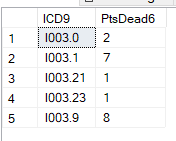 ICD9 PtsDead6
1 I003.0 2
2 I003.1 7
3 I003.21 1
4 I003.23 1
5 I003.9 8